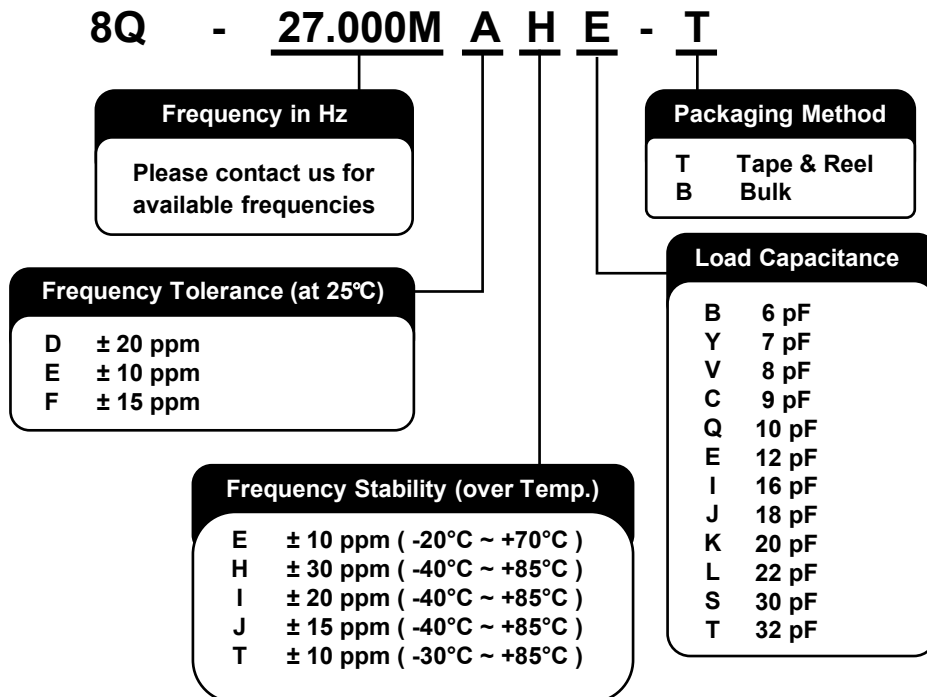 8Q - 27.000M A H E - T
Frequency in Hz
Please contact us for
available frequencies
Packaging Method
T Tape & Reel
B Bulk
Frequency Tolerance (at 25°C)
D ± 20 ppm
E ± 10 ppm
F ± 15 ppm
Load Capacitance
B 6 pF
Y 7 pF
V 8 pF
C 9 pF
Q 10 pF
E 12 pF
I 16 pF
J 18 pF
K 20 pF
L 22 pF
S 30 pF
T 32 pF
Frequency Stability (over Temp.)
E ± 10 ppm ( -20°C ~ +70°C )
H ± 30 ppm ( -40°C ~ +85°C )
I ± 20 ppm ( -40°C ~ +85°C )
J ± 15 ppm ( -40°C ~ +85°C )
T ± 10 ppm ( -30°C ~ +85°C )